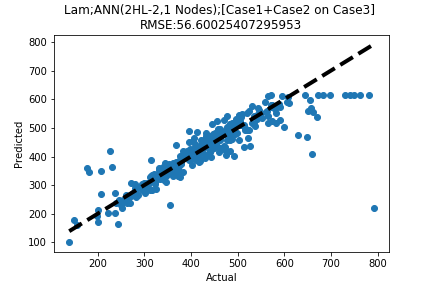 Lam;ANN(2HL-2,1 Nodes);[Case1+Case2 on Case3]
RMSE:56.60025407295953
800
700
600
500
400
300
200
100
Predicted
200 300 400 500 600 700 800
Actual